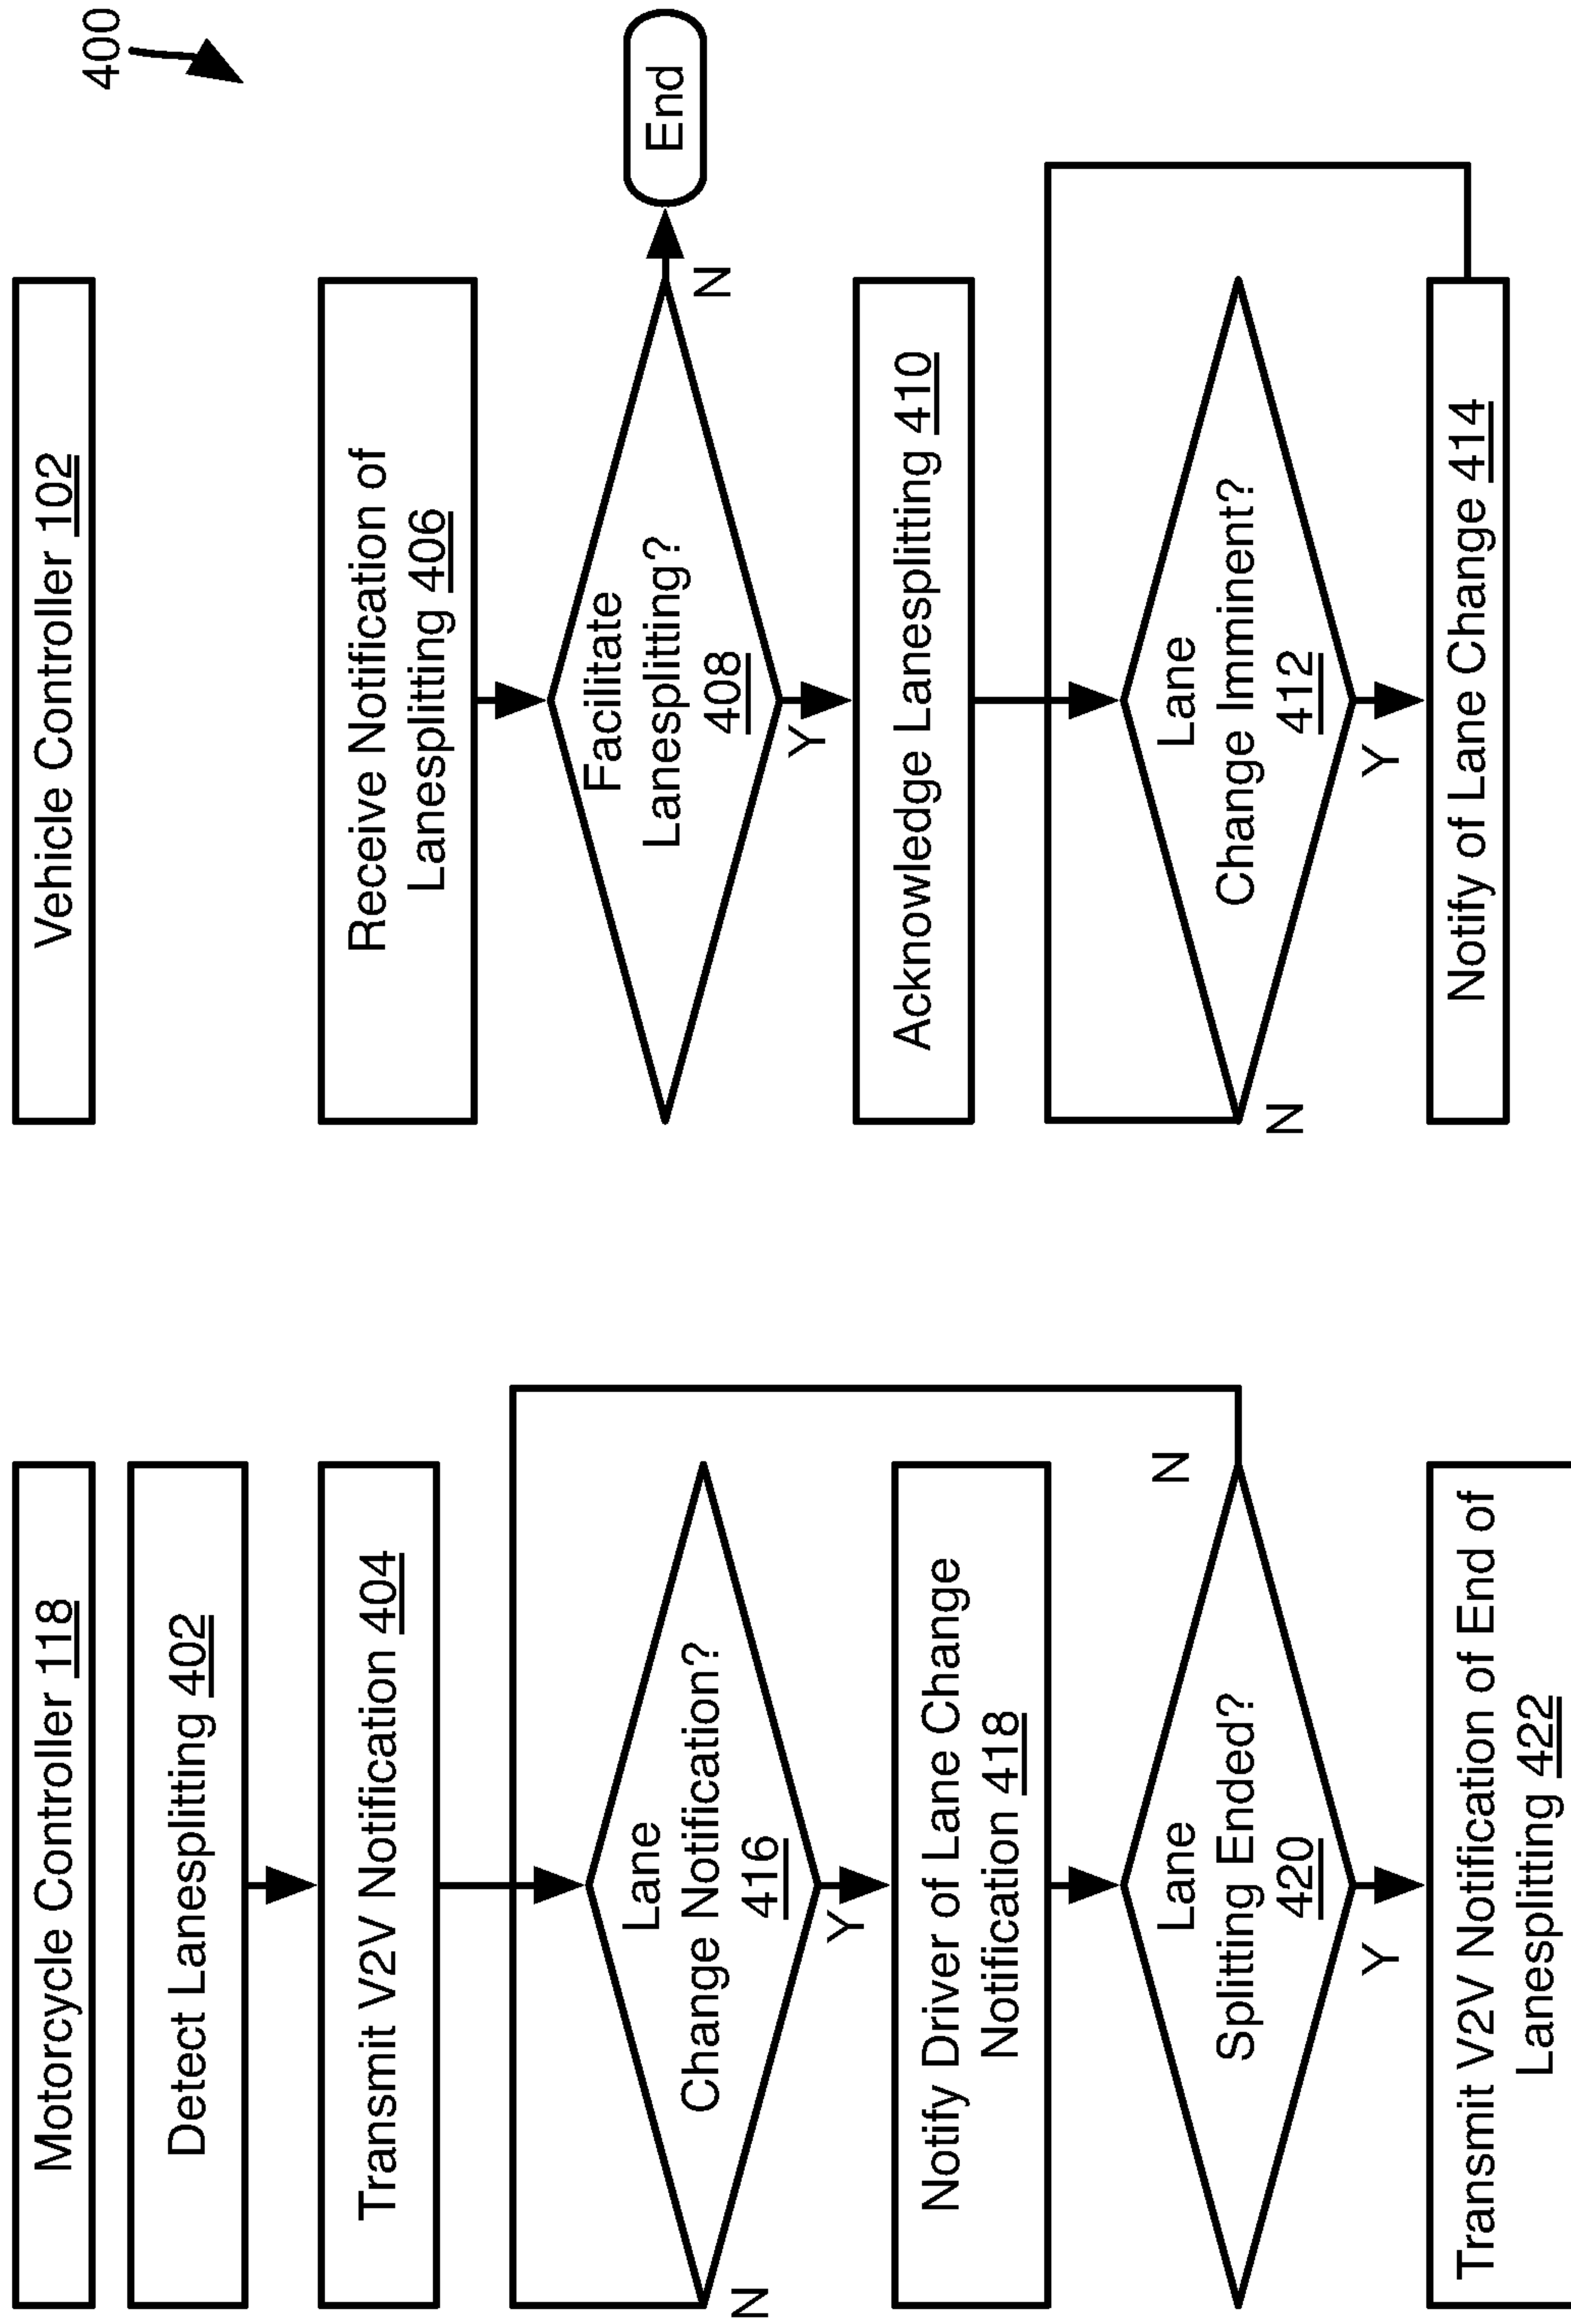 400
Motorcycle Controller 118
Detect Lanesplitting 402
Transmit V2V Notification 404
Lane
Change Notification?
416
N
Y
Notify Driver of Lane Change
Notification 418
Lane
Splitting Ended?
420
N
Y
Transmit V2V Notification of End of
Lanesplitting 422
Vehicle Controller 102
Receive Notification of
Lanesplitting 406
Facilitate
Lanesplitting?
408
N
End
Y
Acknowledge Lanesplitting 410
Lane
Change Imminent?
412
N
Y
Notify of Lane Change 414